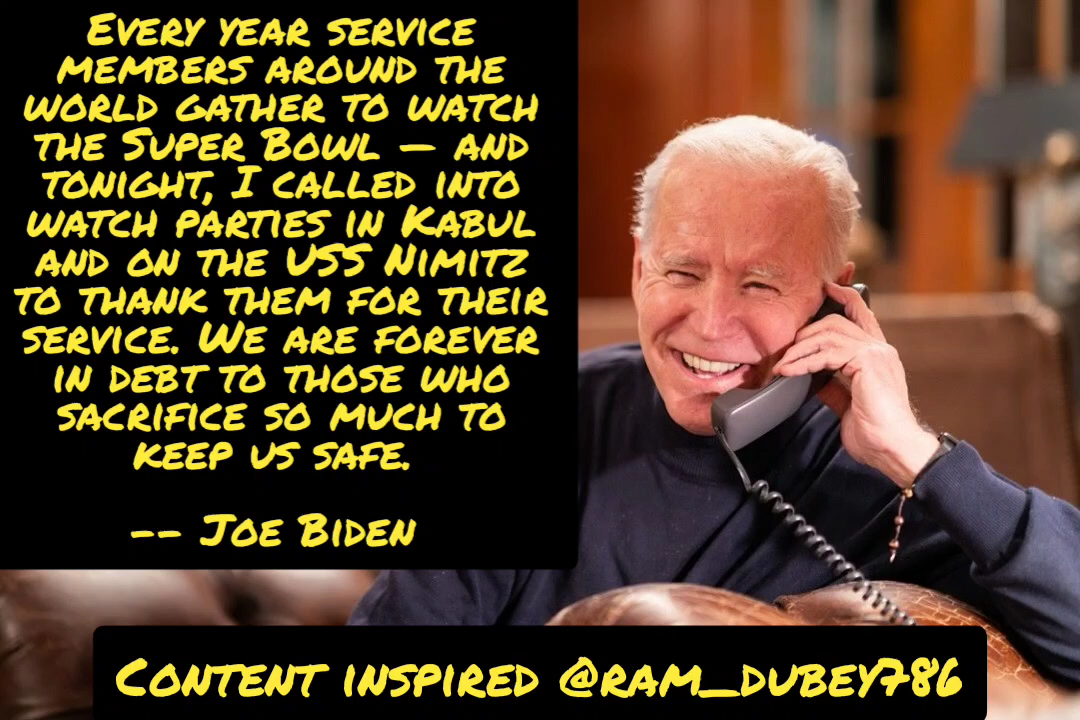 Every year service
members around the
world gather to watch
the Super Bowl — and
tonight, I called into
watch parties in Kabul
and on the USS Nimitz
to thank them for their
service. We are forever
in debt to those who
sacrifice so much to
keep us safe.
-- Joe Biden
Content inspired @ram_dubey786